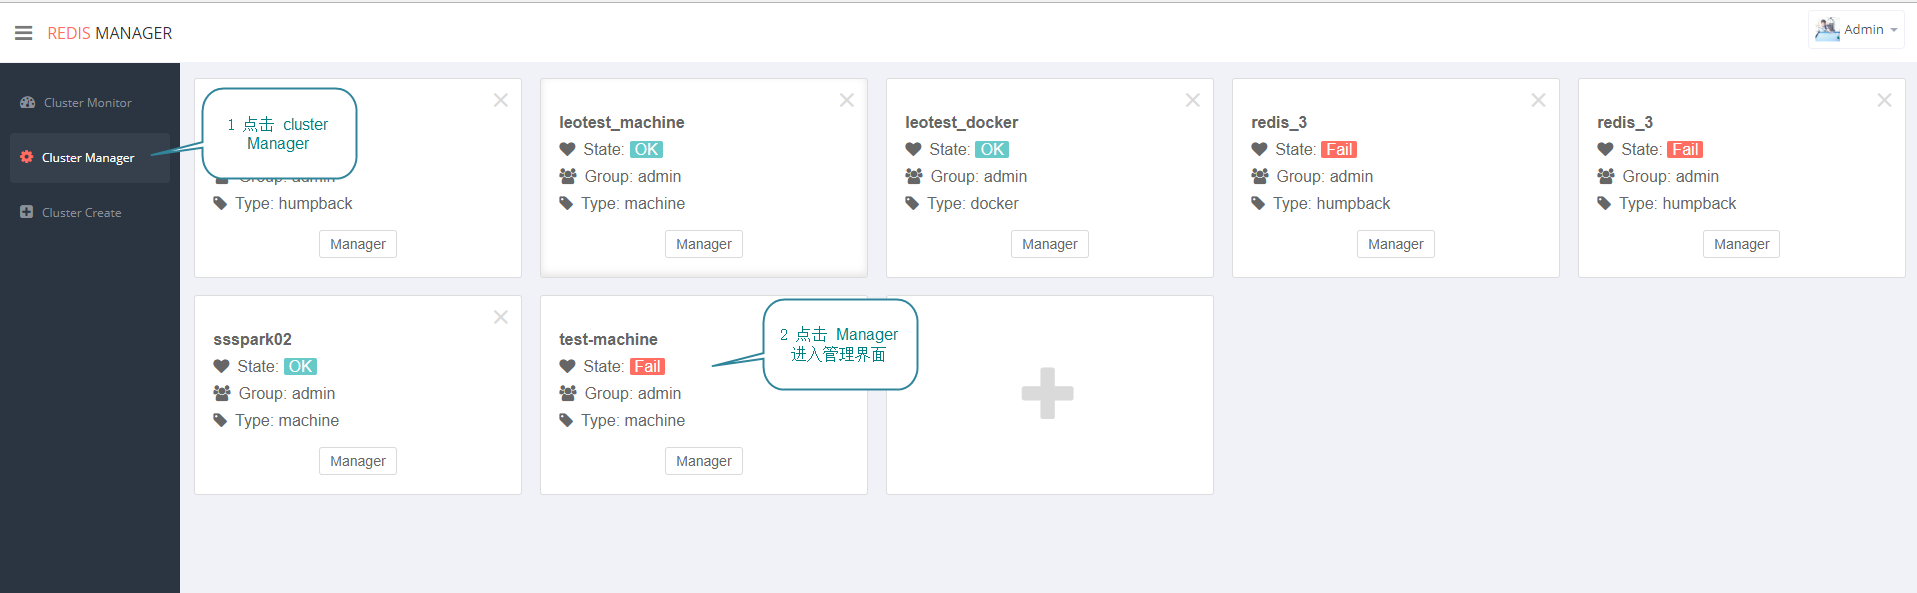 REDIS MANAGER
Admin
Cluster Monitor
Cluster Manager
Cluster Create
1 点击 cluster
Manager
Group: admin
Type: humpback
Manager
leotest_machine
State: OK
Group: admin
Type: machine
Manager
leotest_docker
State: OK
Group: admin
Type: docker
Manager
redis_3
State: Fail
Group: admin
Type: humpback
Manager
redis_3
State: Fail
Group: admin
Type: humpback
Manager
ssspark02
State: OK
Group: admin
Type: machine
Manager
test-machine
State: Fail
Group: admin
Type: machine
Manager
2 点击 Manager
进入管理界面